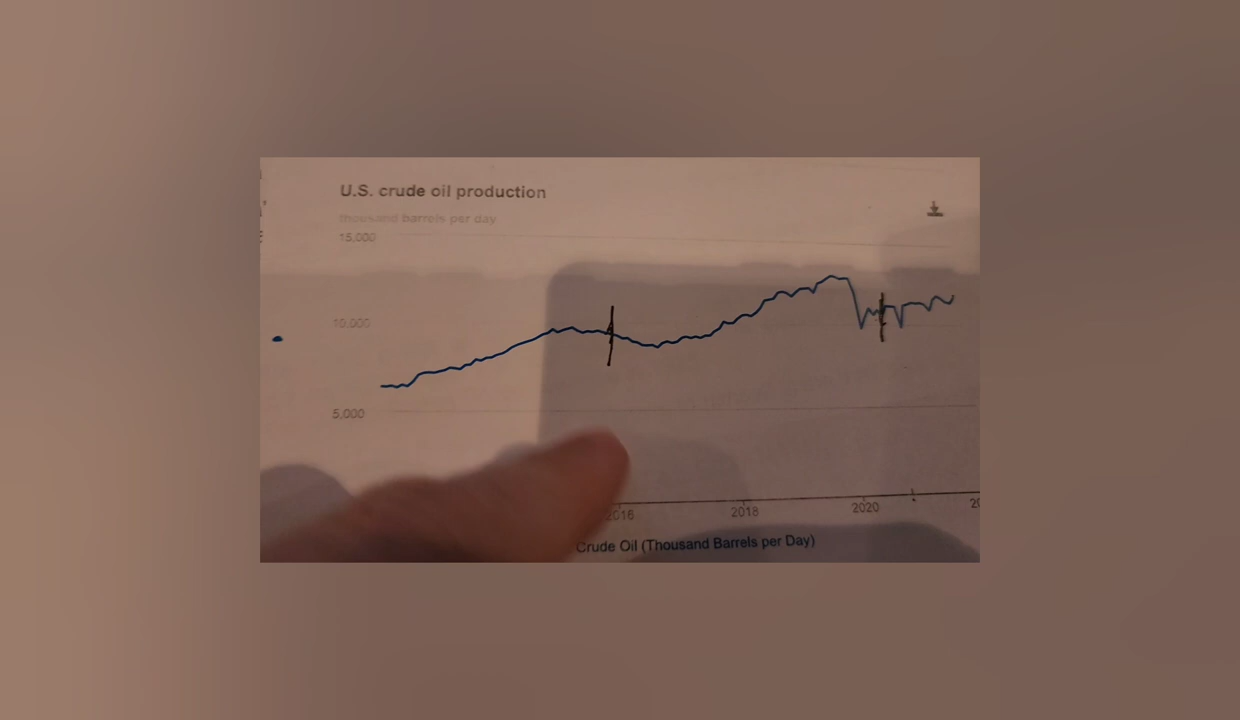 U.S. crude oil production
thousand barrels per day
15,000
10,000
5,000
2016 2018 2020
Crude Oil (Thousand Barrels per Day)